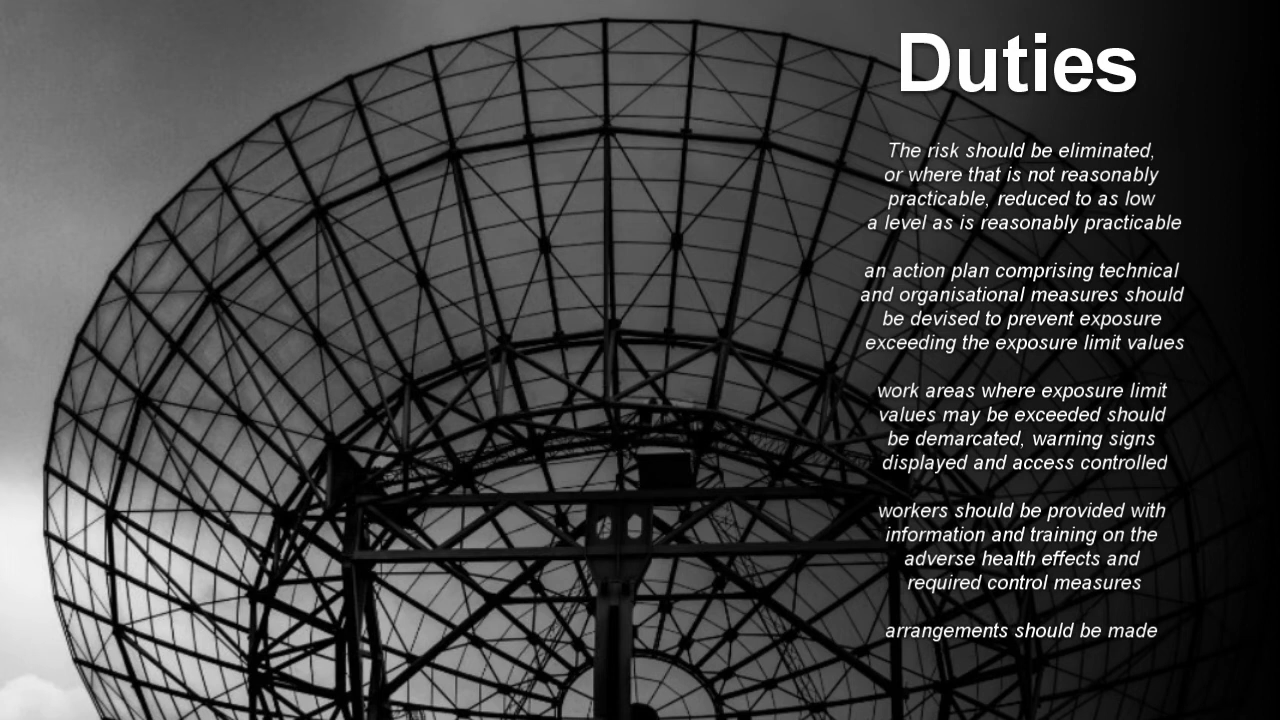 Duties
The risk should be eliminated,
or where that is not reasonably
practicable, reduced to as low
a level as is reasonably practicable
an action plan comprising technical
and organisational measures should
be devised to prevent exposure
exceeding the exposure limit values
work areas where exposure limit
values may be exceeded should
be demarcated, warning signs
displayed and access controlled
workers should be provided with
information and training on the
adverse health effects and
required control measures
arrangements should be made